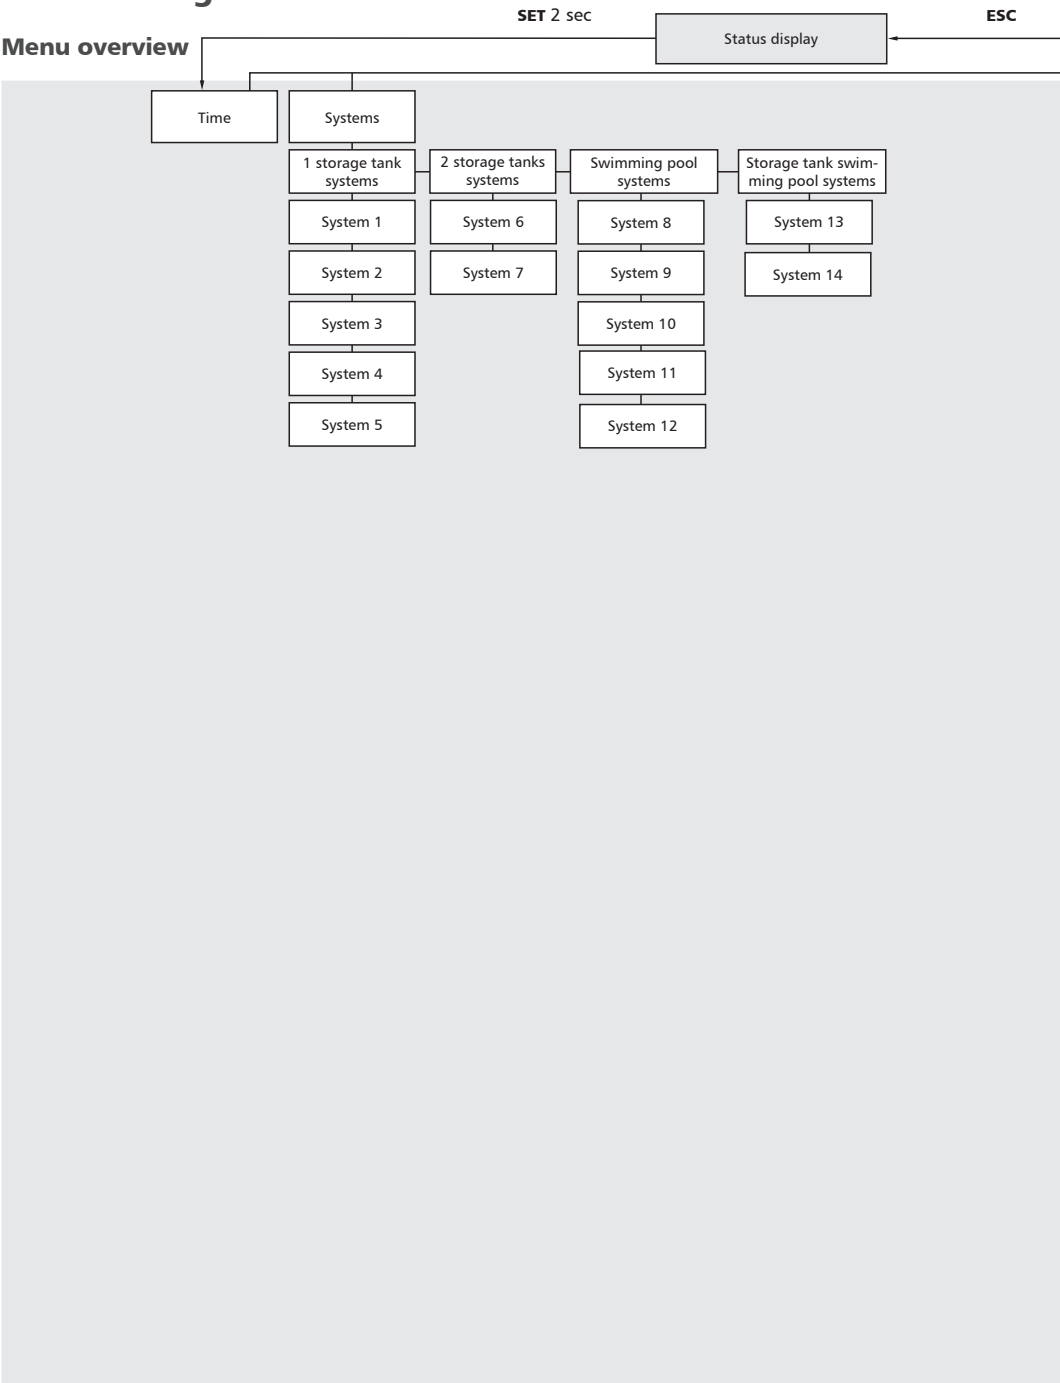 SET 2 sec
ESC
Menu overview
Status display
Time
Systems
1 storage tank
systems
2 storage tanks
systems
Swimming pool
systems
Storage tank swim-
ming pool systems
System 1
System 6
System 8
System 13
System 2
System 7
System 9
System 14
System 3
System 10
System 4
System 11
System 5
System 12